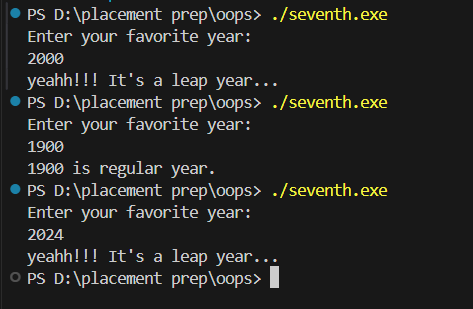 PS D:\placement prep\oops> ./seventh.exe
Enter your favorite year:
2000
yeahh!!! It's a leap year...
PS D:\placement prep\oops> ./seventh.exe
Enter your favorite year:
1900
1900 is regular year.
PS D:\placement prep\oops> ./seventh.exe
Enter your favorite year:
2024
yeahh!!! It's a leap year...
PS D:\placement prep\oops>